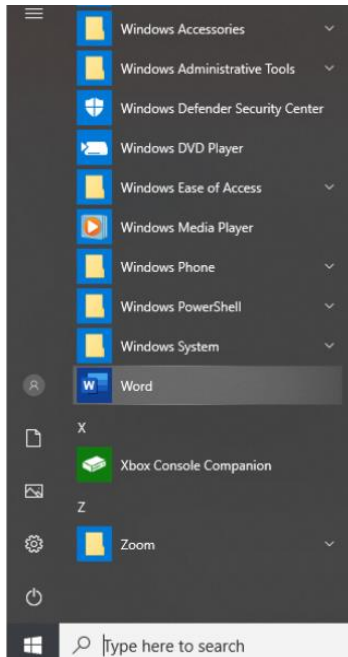 Windows Accessories
Windows Administrative Tools
Windows Defender Security Center
Windows DVD Player
Windows Ease of Access
Windows Media Player
Windows Phone
Windows PowerShell
Windows System
W Word
X
Xbox Console Companion
Z
Zoom
Type here to search